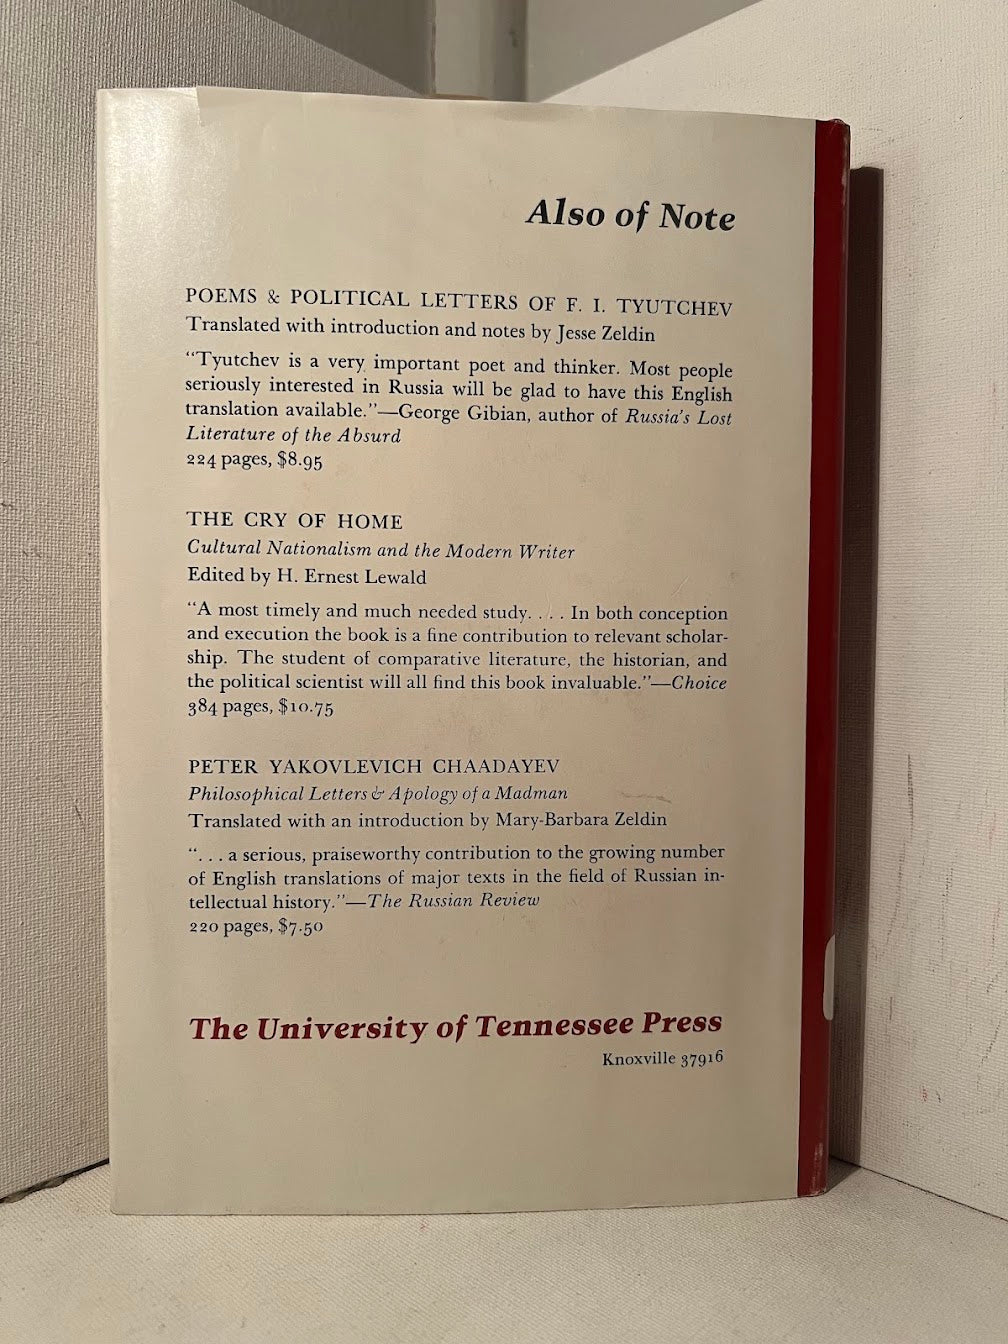 Also of Note
POEMS & POLITICAL LETTERS OF F. I. TYUTCHEV
Translated with introduction and notes by Jesse Zeldin
“Tyutchev is a very important poet and thinker. Most people
seriously interested in Russia will be glad to have this English
translation available.”—George Gibian, author of Russia's Lost
Literature of the Absurd
224 pages, $8.95
THE CRY OF HOME
Cultural Nationalism and the Modern Writer
Edited by H. Ernest Lewald
“A most timely and much needed study. . . . In both conception
and execution the book is a fine contribution to relevant scholar-
ship. The student of comparative literature, the historian, and
the political scientist will all find this book invaluable.”—Choice
384 pages, $10.75
PETER YAKOVLEVICH CHAADAYEV
Philosophical Letters & Apology of a Madman
Translated with an introduction by Mary-Barbara Zeldin
“. . . a serious, praiseworthy contribution to the growing number
of English translations of major texts in the field of Russian in-
tellectual history.”—The Russian Review
220 pages, $7.50
The University of Tennessee Press
Knoxville 37916